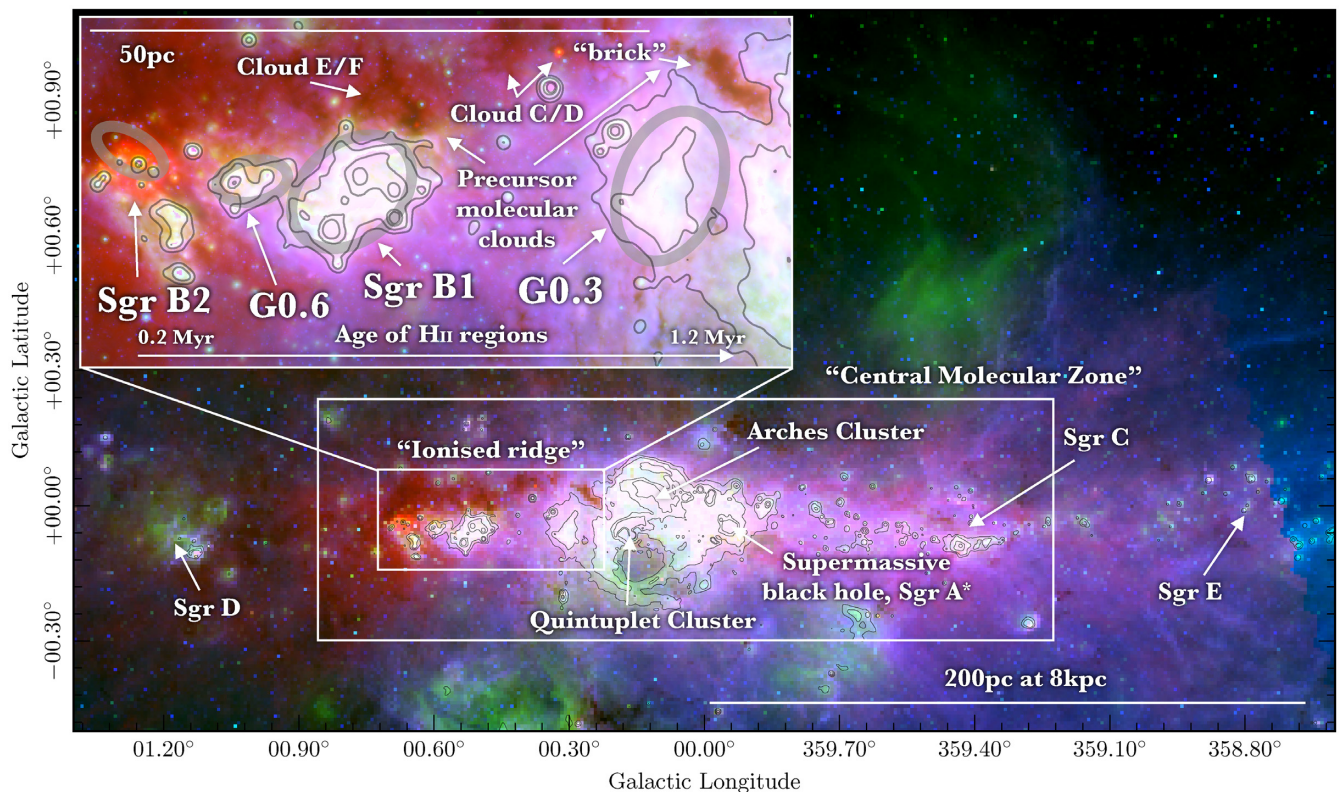 50pc
Cloud E/F
“brick”
Cloud C/D
Precursor
molecular
clouds
Sgr B2
G0.6
Sgr B1
G0.3
0.2 Myr
Age of HII regions
1.2 Myr
“Central Molecular Zone”
“Ionised ridge”
Arches Cluster
Sgr C
Sgr D
Quintuplet Cluster
Supermassive
black hole, Sgr A*
Sgr E
200pc at 8kpc
Galactic Latitude
+00.90°
+00.60°
+00.30°
+00.00°
−00.30°
01.20° 00.90° 00.60° 00.30° 00.00° 359.70° 359.40° 359.10° 358.80°
Galactic Longitude